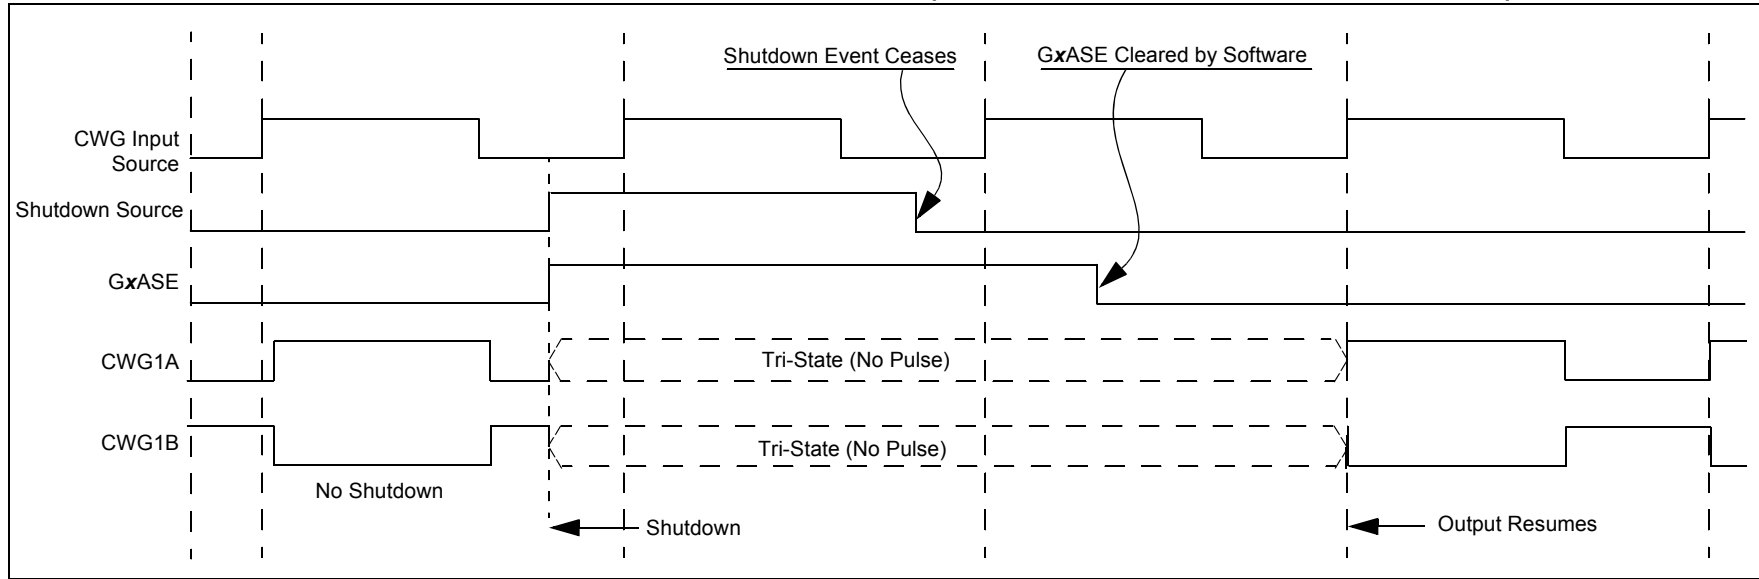 Shutdown Event Ceases
GxASE Cleared by Software
CWG Input
Source
Shutdown Source
GxASE
CWG1A
Tri-State (No Pulse)
CWG1B
Tri-State (No Pulse)
No Shutdown
Shutdown
Output Resumes